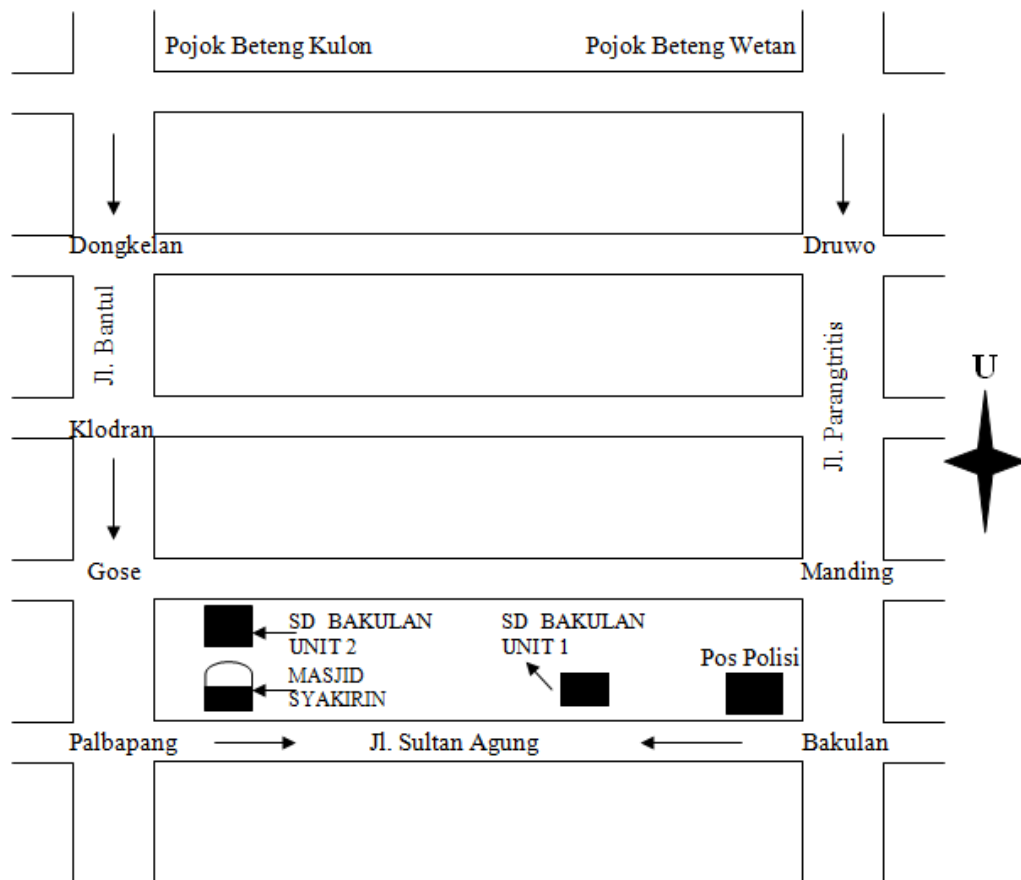 Pojok Beteng Kulon
Pojok Beteng Wetan
Dongkelan
Druwo
Jl. Bantul
Jl. Parangtritis
U
Klodran
Gose
Manding
SD BAKULAN
UNIT 2
SD BAKULAN
UNIT 1
Pos Polisi
MASJID
SYAKIRIN
Palbapang
Jl. Sultan Agung
Bakulan